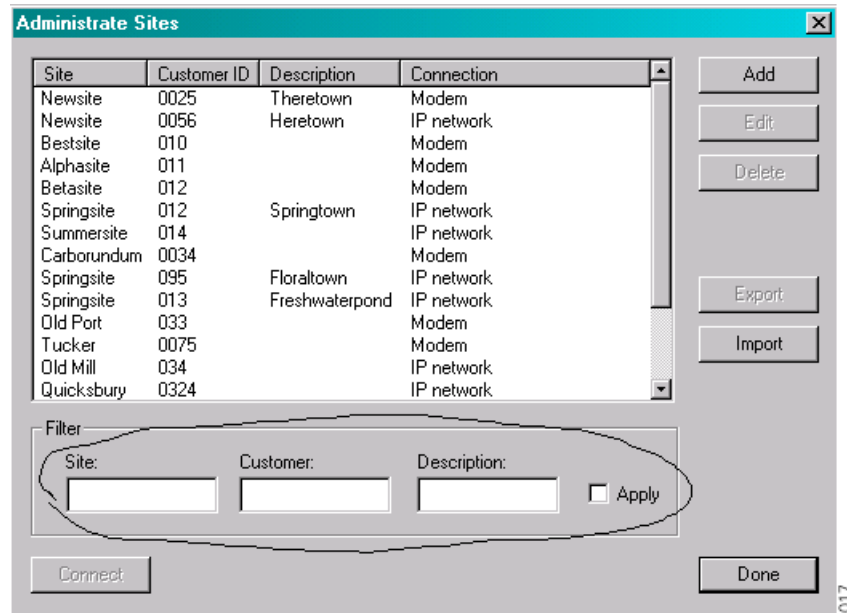 Administrate Sites
Site Customer ID Description Connection
Newsite 0025 Theretown Modem
Newsite 0056 Heretown IP network
Bestsite 010 Modem
Alphasite 011 Modem
Betasite 012 Modem
Springsite 012 Springtown IP network
Summersite 014 IP network
Carborundum 0034 Modem
Springsite 095 Floraltown IP network
Springsite 013 Freshwaterpond IP network
Old Port 033 Modem
Tucker 0075 Modem
Old Mill 034 IP network
Quicksbury 0324 IP network
Add
Edit
Delete
Export
Import
Filter
Site: Customer: Description:
Apply
Connect
Done
017